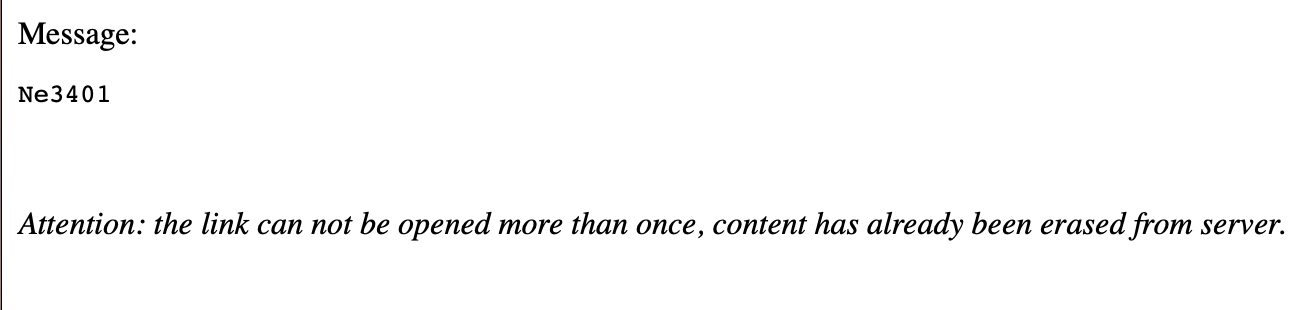 Message:
Ne3401
Attention: the link can not be opened more than once, content has already been erased from server.